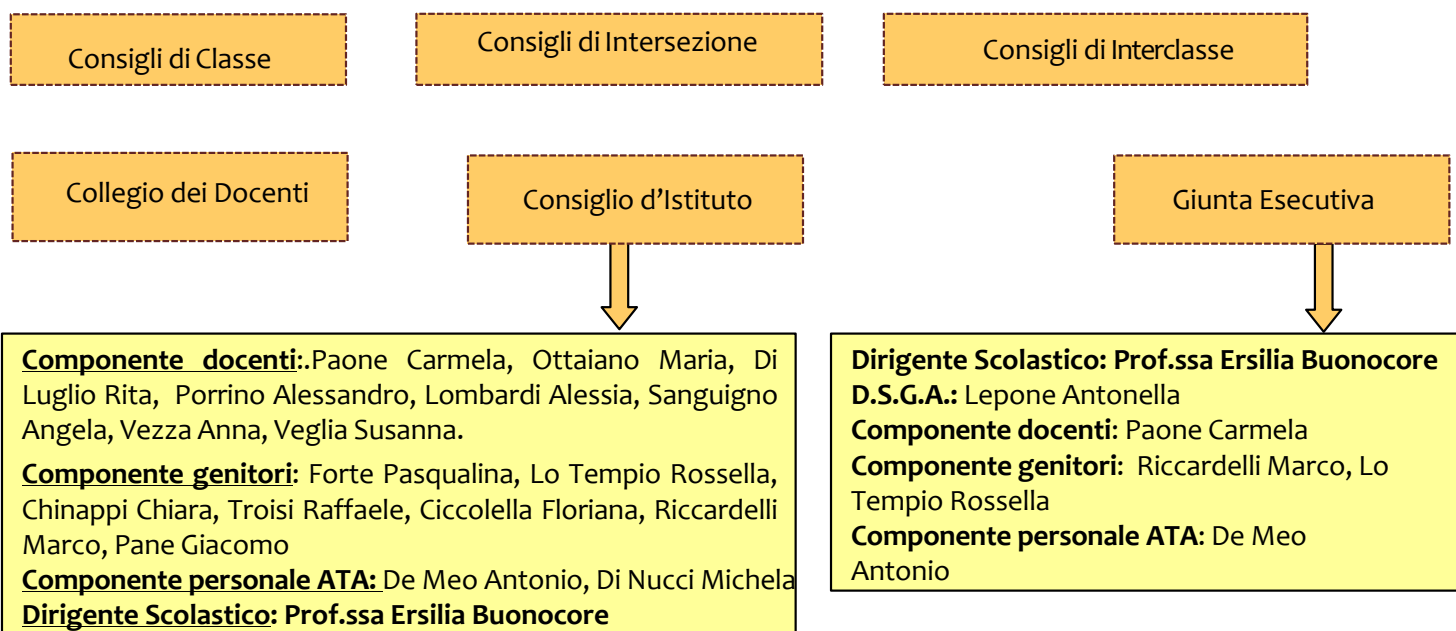 Consigli di Classe
Consigli di Intersezione
Consigli di Interclasse
Collegio dei Docenti
Consiglio d’Istituto
Giunta Esecutiva
Componente docenti:.Paone Carmela, Ottaiano Maria, Di
Luglio Rita, Porrino Alessandro, Lombardi Alessia, Sanguigno
Angela, Vezza Anna, Veglia Susanna.
Componente genitori: Forte Pasqualina, Lo Tempio Rossella,
Chinappi Chiara, Troisi Raffaele, Ciccolella Floriana, Riccardelli
Marco, Pane Giacomo
Componente personale ATA: De Meo Antonio, Di Nucci Michela
Dirigente Scolastico: Prof.ssa Ersilia Buonocore
Dirigente Scolastico: Prof.ssa Ersilia Buonocore
D.S.G.A.: Lepone Antonella
Componente docenti: Paone Carmela
Componente genitori: Riccardelli Marco, Lo
Tempio Rossella
Componente personale ATA: De Meo
Antonio